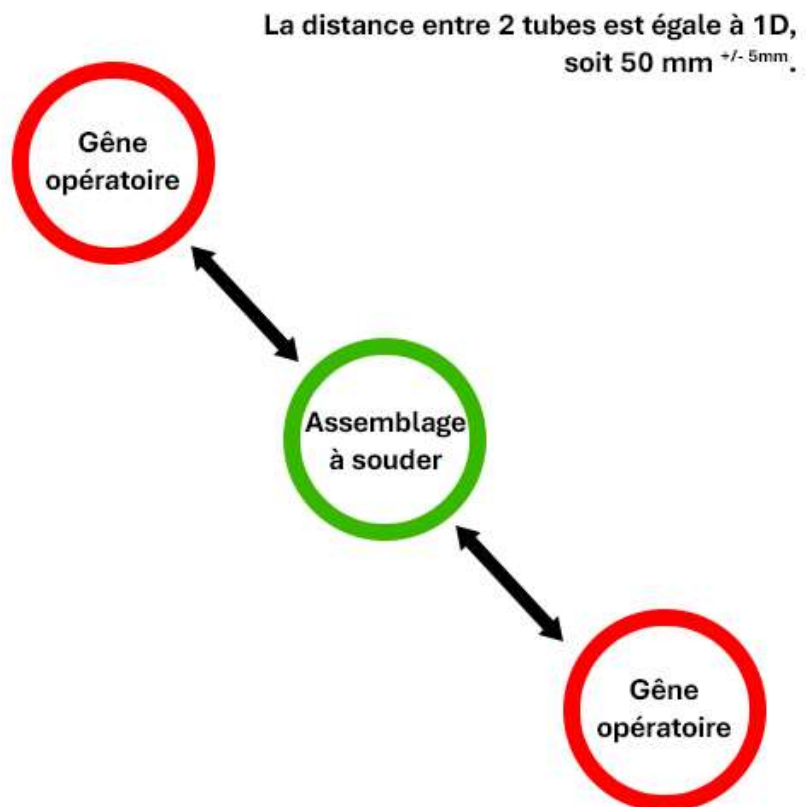 La distance entre 2 tubes est égale à 1D,
soit 50 mm +/- 5mm.
Gêne
opératoire
Assemblage
à souder
Gêne
opératoire